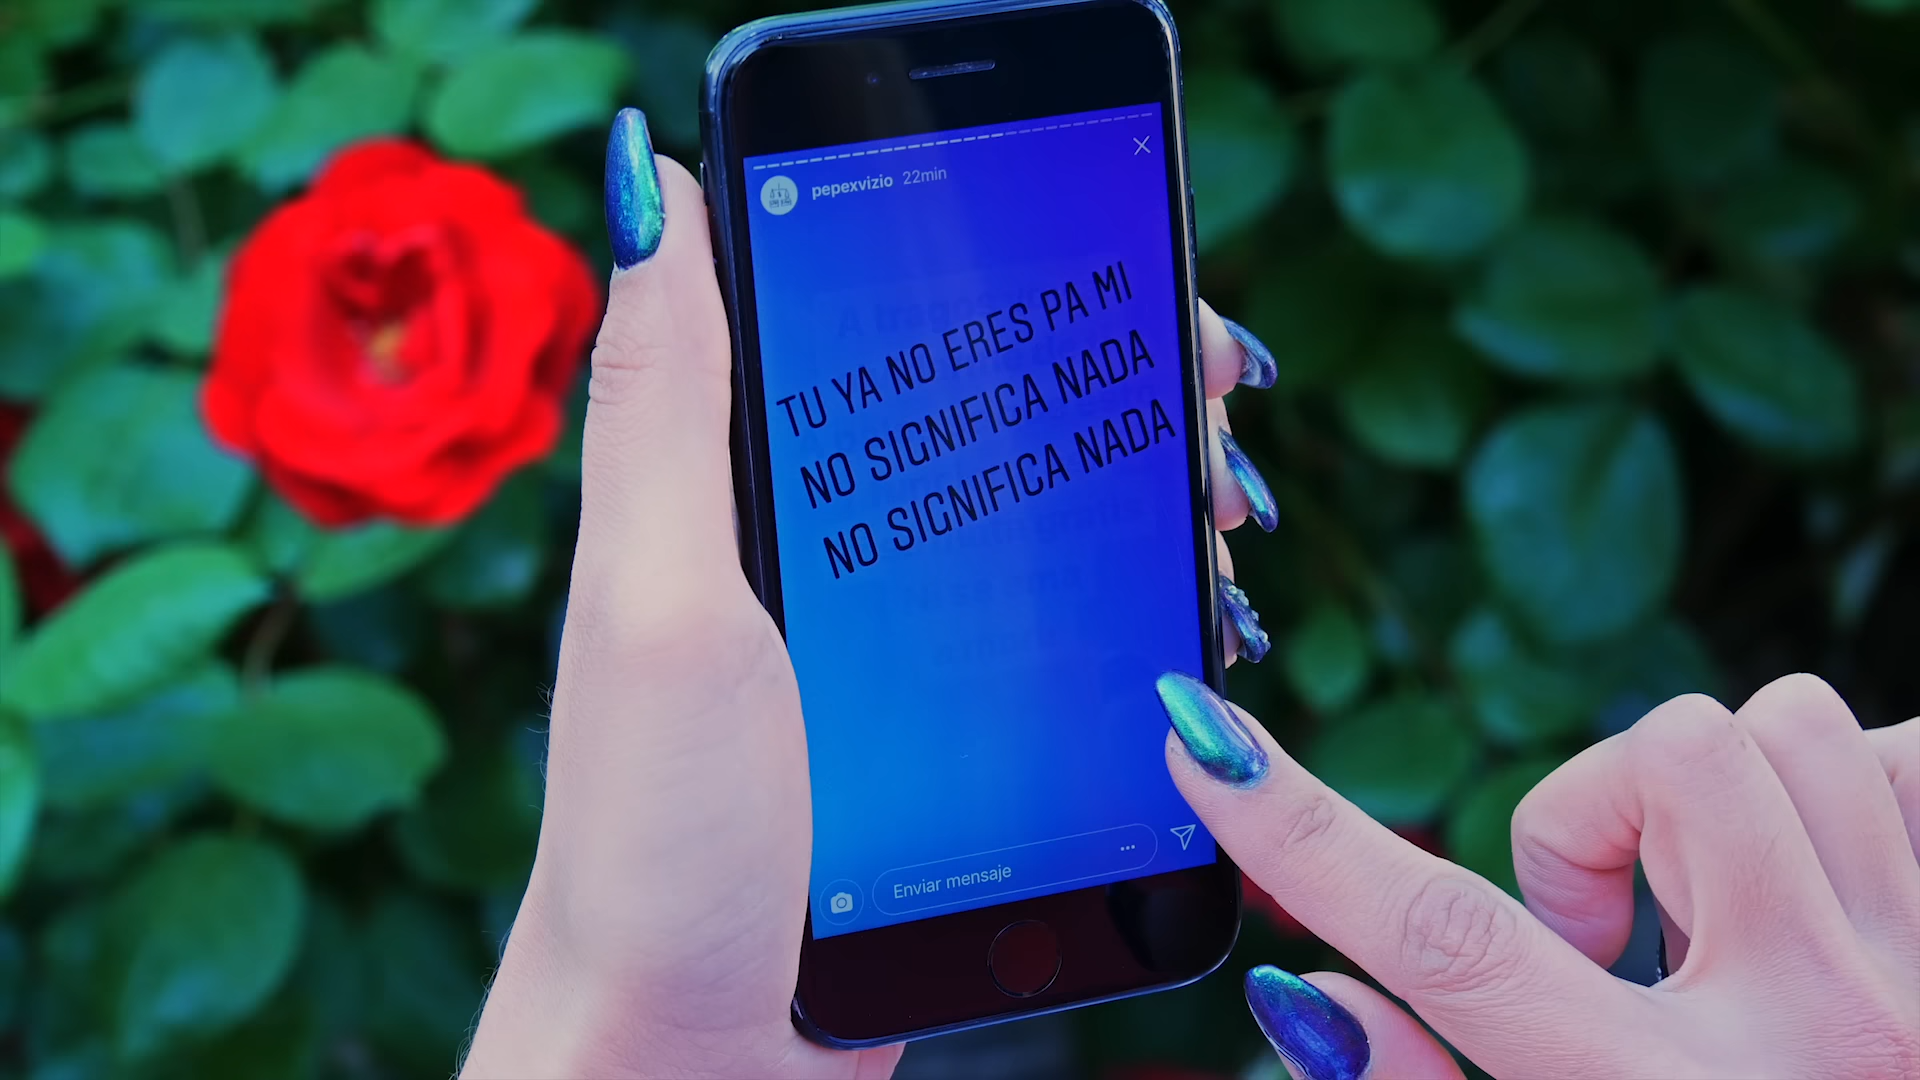 pepexvizio 22min
TU YA NO ERES PA MI
NO SIGNIFICA NADA
NO SIGNIFICA NADA
Enviar mensaje